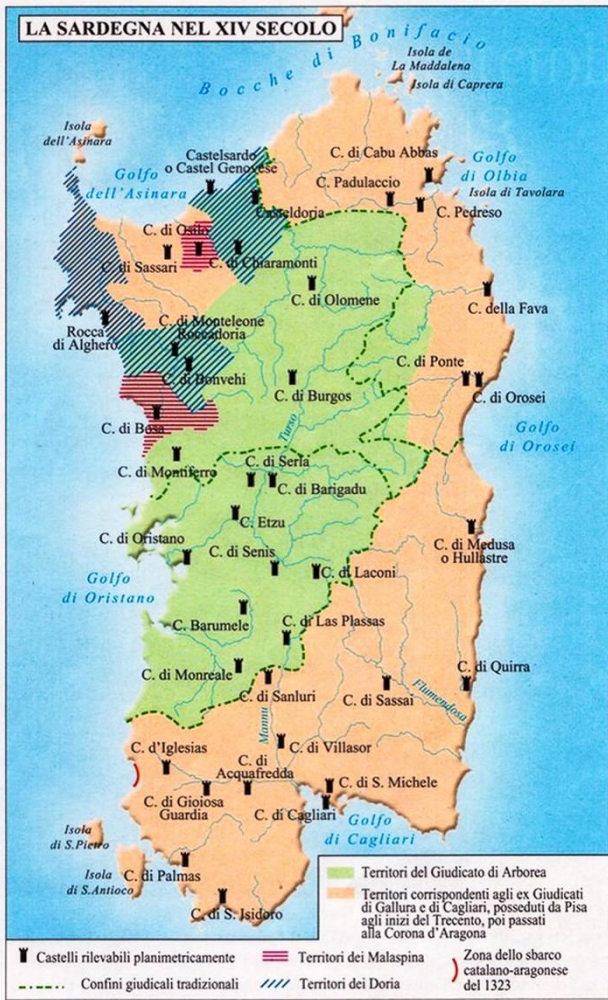 LA SARDEGNA NEL XIV SECOLO
Bocche di Bonifacio
Isola de
La Maddalena
Isola di Caprera
Isola
dell'Asinara
Golfo
dell'Asinara
Castelsardo
o Castel Genovese
C. di Cabu Abbas
Golfo
di Olbia
C. Padulaccio
Isola di Tavolara
C. Pedreso
Casteldoria
C. di Osilo
C. di Sassari
C. di Chiaramonti
C. di Olomene
C. della Fava
Rocca
di Alghero
C. di Monteleone
Roccadoria
C. di Bonvehi
C. di Ponte
C. di Burgos
C. di Orosei
Turso
Golfo
di Orosei
C. di Bosa
C. di Montiferro
C. di Serla
C. di Barigadu
C. Etzu
C. di Oristano
C. di Senis
C. di Medusa
o Hullastre
C. di Laconi
Golfo
di Oristano
C. Barumele
C. di Las Plassas
C. di Monreale
C. di Quirra
C. di Sanluri
C. di Sassai
Flumendosa
Mannu
C. d'Iglesias
C. di Villasor
C. di
Acquafredda
C. di S. Michele
C. di Gioiosa
Guardia
C. di Cagliari
Golfo
di Cagliari
Isola
di S.Pietro
C. di Palmas
Isola
di S.Antioco
C. di S. Isidoro
Territori del Giudicato di Arborea
Territori corrispondenti agli ex Giudicati
di Gallura e di Cagliari, posseduti da Pisa
agli inizi del Trecento, poi passati
alla Corona d'Aragona
Castelli rilevabili planimetricamente
Territori dei Malaspina
Zona dello sbarco
catalano-aragonese
del 1323
Confini giudicali tradizionali
Territori dei Doria